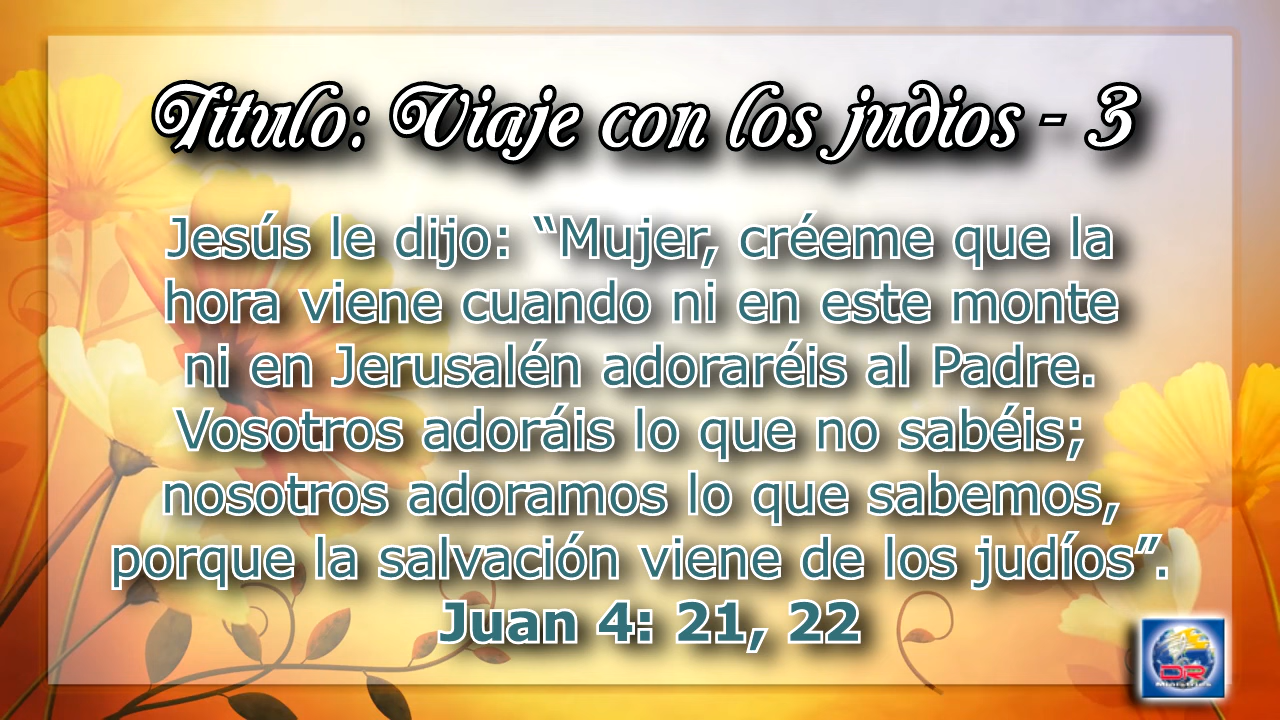 Titulo: Viaje con los judios - 3
Jesús le dijo: “Mujer, créeme que la
hora viene cuando ni en este monte
ni en Jerusalén adoraréis al Padre.
Vosotros adoráis lo que no sabéis;
nosotros adoramos lo que sabemos,
porque la salvación viene de los judíos”.
Juan 4: 21, 22
DR
Ministries